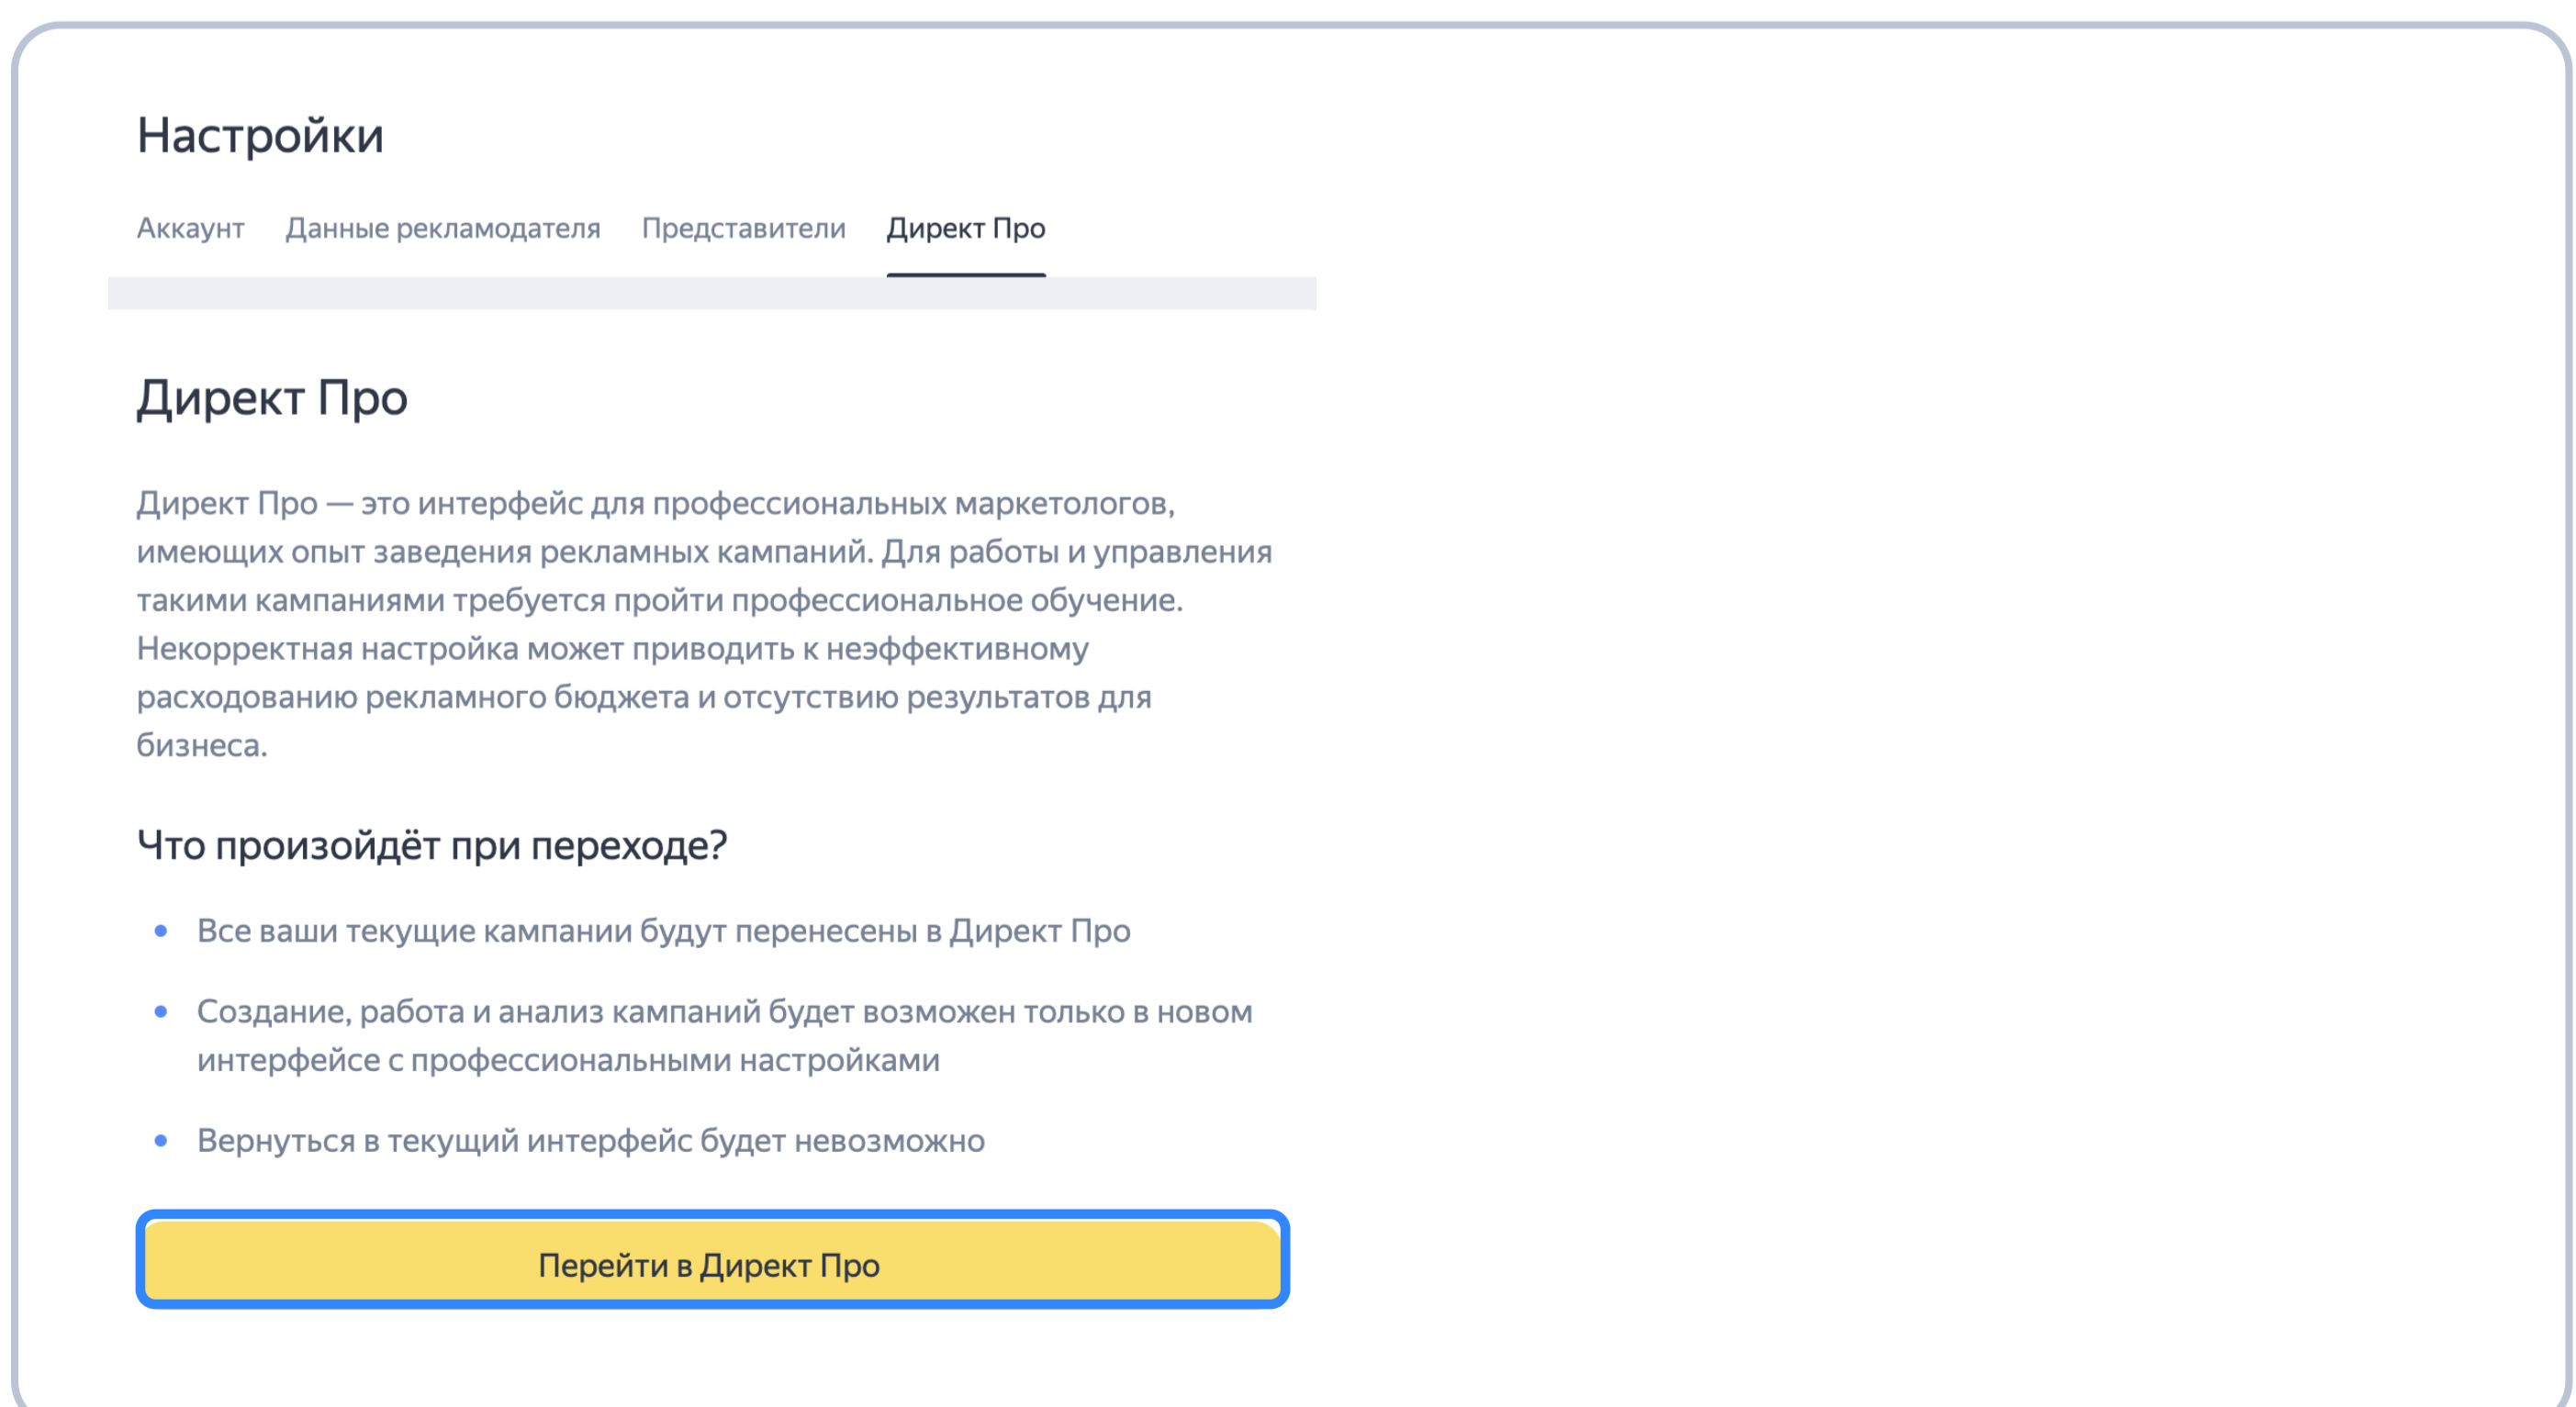 Настройки
Аккаунт Данные рекламодателя Представители Директ Про
Директ Про
Директ Про — это интерфейс для профессиональных маркетологов,
имеющих опыт заведения рекламных кампаний. Для работы и управления
такими кампаниями требуется пройти профессиональное обучение.
Некорректная настройка может приводить к неэффективному
расходованию рекламного бюджета и отсутствию результатов для
бизнеса.
Что произойдёт при переходе?
• Все ваши текущие кампании будут перенесены в Директ Про
• Создание, работа и анализ кампаний будет возможен только в новом
интерфейсе с профессиональными настройками
• Вернуться в текущий интерфейс будет невозможно
Перейти в Директ Про